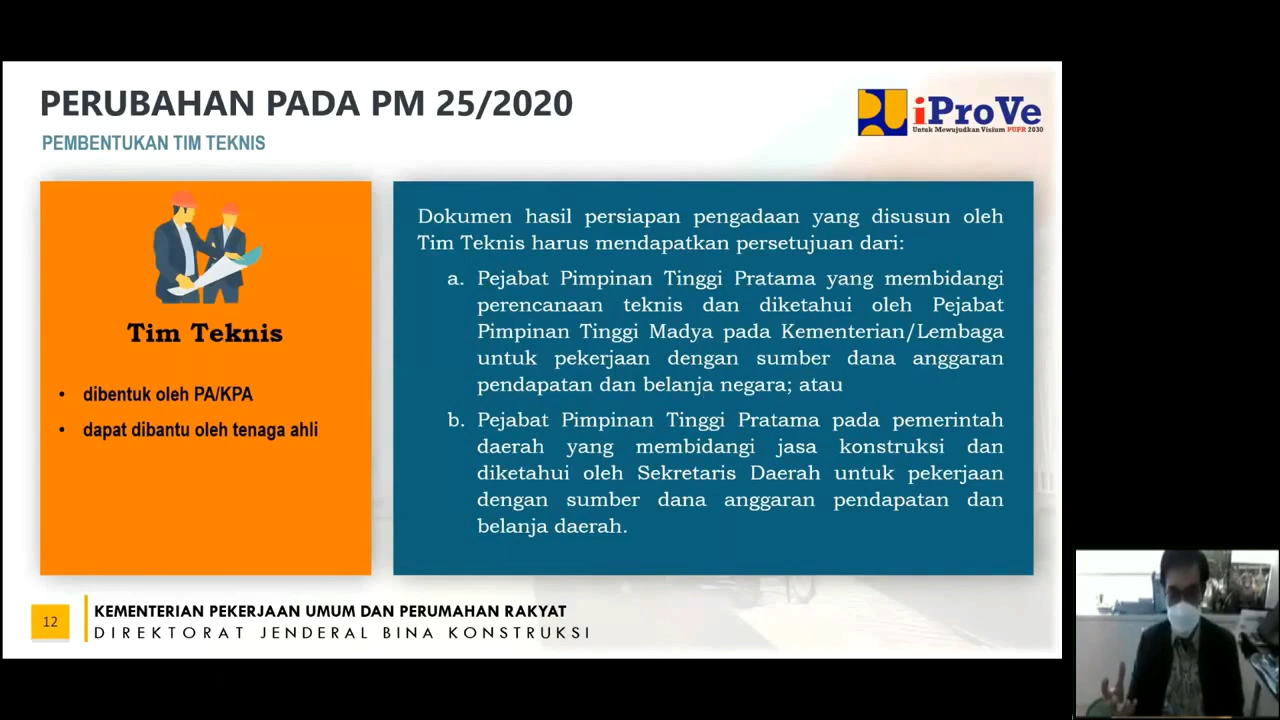 PERUBAHAN PADA PM 25/2020
PEMBENTUKAN TIM TEKNIS
iProVe
Untuk Mewujudkan Visium PUPR 2030
Tim Teknis
• dibentuk oleh PA/KPA
• dapat dibantu oleh tenaga ahli
Dokumen hasil persiapan pengadaan yang disusun oleh
Tim Teknis harus mendapatkan persetujuan dari:
a. Pejabat Pimpinan Tinggi Pratama yang membidangi
perencanaan teknis dan diketahui oleh Pejabat
Pimpinan Tinggi Madya pada Kementerian/Lembaga
untuk pekerjaan dengan sumber dana anggaran
pendapatan dan belanja negara; atau
b. Pejabat Pimpinan Tinggi Pratama pada pemerintah
daerah yang membidangi jasa konstruksi dan
diketahui oleh Sekretaris Daerah untuk pekerjaan
dengan sumber dana anggaran pendapatan dan
belanja daerah.
12
KEMENTERIAN PEKERJAAN UMUM DAN PERUMAHAN RAKYAT
DIREKTORAT JENDERAL BINA KONSTRUKSI